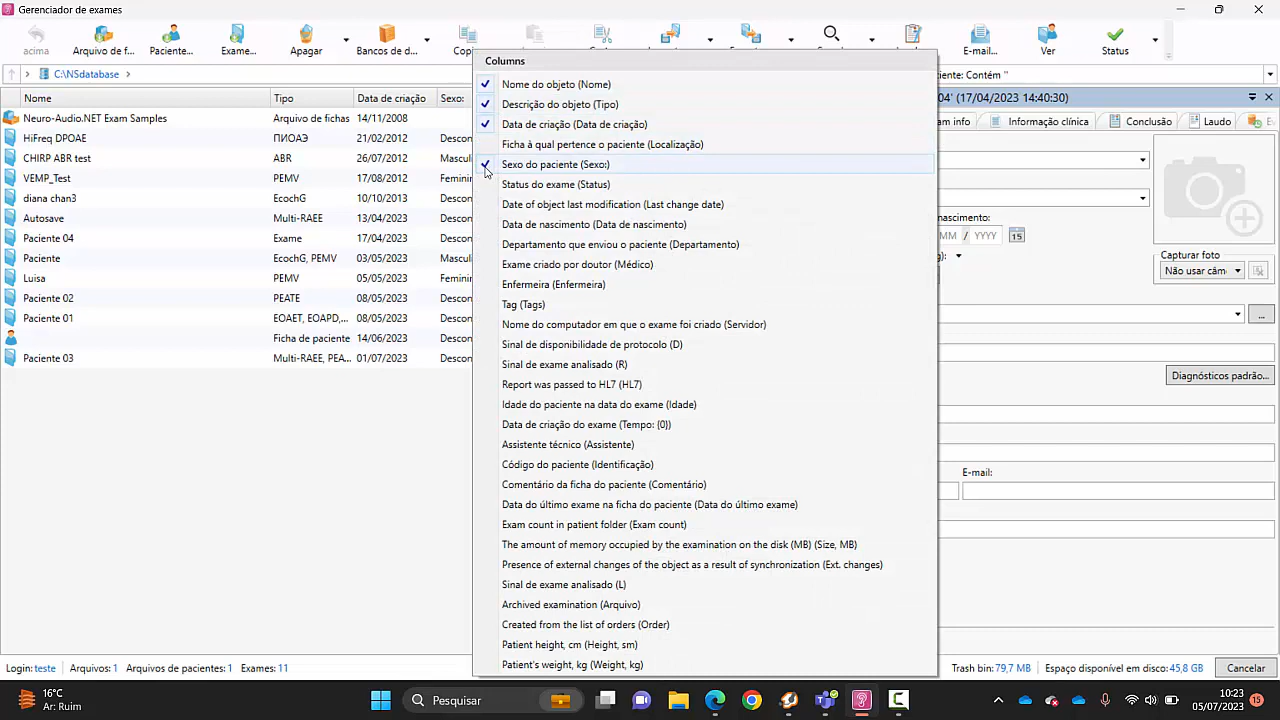 Gerenciador de exames
acima
Arquivo de f...
Paciente...
Exame...
Apagar
Bancos de d...
E-mail...
Ver
Status
C:\NSdatabase
ciente: Contém "
Nome Tipo Data de criação Sexo:
Neuro-Audio.NET Exam Samples Arquivo de fichas 14/11/2008
HiFreq DPOAE ПИОАЭ 21/02/2012 Descon
CHIRP ABR test ABR 26/07/2012 Masculi
VEMP_Test PEMV 17/08/2012 Feminin
diana chan3 EcochG 10/10/2013 Descon
Autosave Multi-RAEE 13/04/2023 Descon
Paciente 04 Exame 17/04/2023 Descon
Paciente EcochG, PEMV 03/05/2023 Masculi
Luisa PEMV 05/05/2023 Feminin
Paciente 02 PEATE 08/05/2023 Descon
Paciente 01 EOAET, EOAPD,... 08/05/2023 Descon
Ficha de paciente 14/06/2023 Descon
Paciente 03 Multi-RAEE, PEA... 01/07/2023 Descon
Columns
Nome do objeto (Nome)
Descrição do objeto (Tipo)
Data de criação (Data de criação)
Ficha à qual pertence o paciente (Localização)
Sexo do paciente (Sexo:)
Status do exame (Status)
Date of object last modification (Last change date)
Data de nascimento (Data de nascimento)
Departamento que enviou o paciente (Departamento)
Exame criado por doutor (Médico)
Enfermeira (Enfermeira)
Tag (Tags)
Nome do computador em que o exame foi criado (Servidor)
Sinal de disponibilidade de protocolo (D)
Sinal de exame analisado (R)
Report was passed to HL7 (HL7)
Idade do paciente na data do exame (Idade)
Data de criação do exame (Tempo: {0})
Assistente técnico (Assistente)
Código do paciente (Identificação)
Comentário da ficha do paciente (Comentário)
Data do último exame na ficha do paciente (Data do último exame)
Exam count in patient folder (Exam count)
The amount of memory occupied by the examination on the disk (MB) (Size, MB)
Presence of external changes of the object as a result of synchronization (Ext. changes)
Sinal de exame analisado (L)
Archived examination (Arquivo)
Created from the list of orders (Order)
Patient height, cm (Height, sm)
Patient's weight, kg (Weight, kg)
04' (17/04/2023 14:40:30)
am info Informação clínica Conclusão Laudo E
nascimento:
MM / YYYY 15
g):
Capturar foto
Não usar câm
...
Diagnósticos padrão...
E-mail:
Login: teste Arquivos: 1 Arquivos de pacientes: 1 Exames: 11
Trash bin: 79,7 MB Espaço disponível em disco: 45,8 GB Cancelar
16°C
Ar: Ruim
Pesquisar
10:23
05/07/2023
15